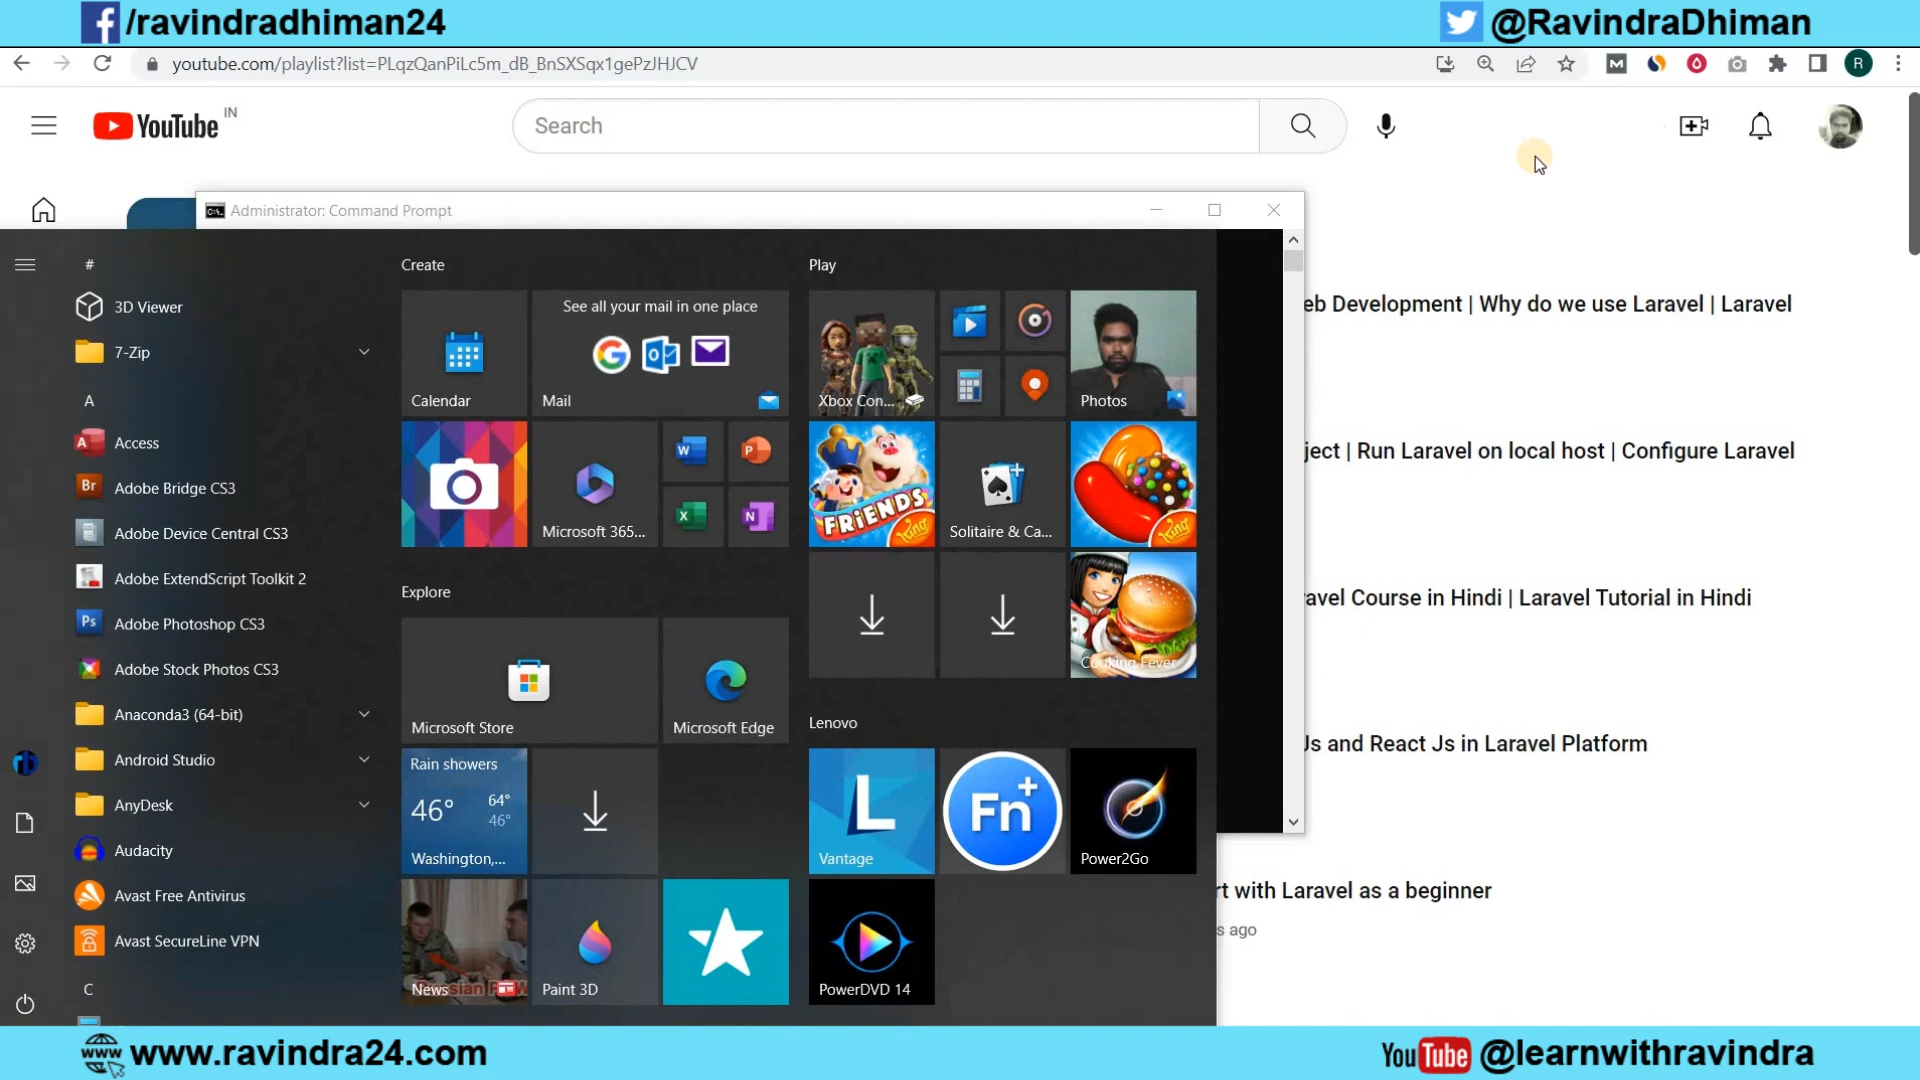 /ravindradhiman24
@RavindraDhiman
youtube.com/playlist?list=PLqzQanPiLc5m_dB_BnSXSqx1gePzJHJCV
M
R
YouTube IN
Search
Administrator: Command Prompt
#
3D Viewer
7-Zip
A
Access
Adobe Bridge CS3
Adobe Device Central CS3
Adobe ExtendScript Toolkit 2
Adobe Photoshop CS3
Adobe Stock Photos CS3
Anaconda3 (64-bit)
Android Studio
AnyDesk
Audacity
Avast Free Antivirus
Avast SecureLine VPN
C
Create
Calendar
See all your mail in one place
Mail
Microsoft 365...
Explore
Microsoft Store
Microsoft Edge
Rain showers
46° 64°
46°
Washington,...
News
Paint 3D
Play
Xbox Con...
Photos
FRIENDS
King
Solitaire & Ca...
King
Cooking Fever
Lenovo
L
Vantage
Fn+
Power2Go
PowerDVD 14
eb Development | Why do we use Laravel | Laravel
ject | Run Laravel on local host | Configure Laravel
avel Course in Hindi | Laravel Tutorial in Hindi
Js and React Js in Laravel Platform
rt with Laravel as a beginner
s ago
www.ravindra24.com
YouTube @learnwithravindra